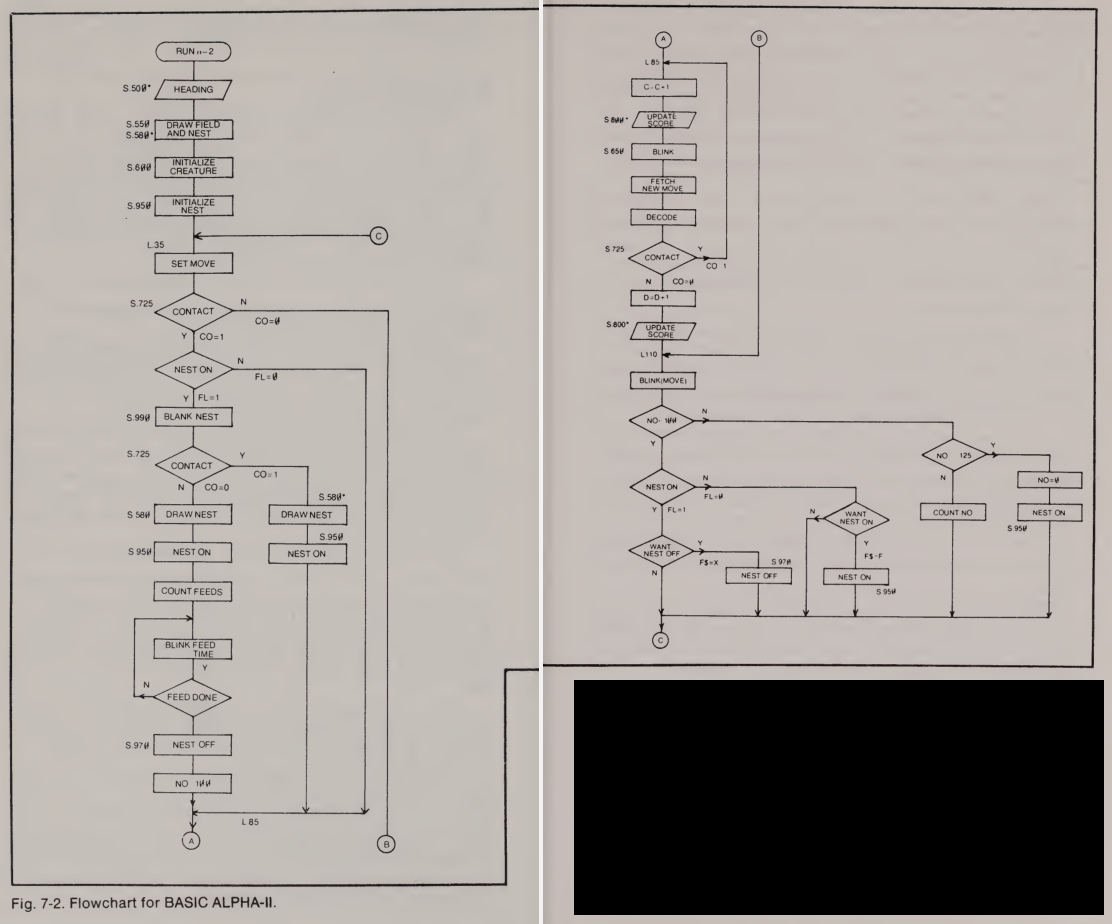 RUN α-2
S.50Ø*
HEADING
S.55Ø
S.58Ø*
DRAW FIELD
AND NEST
S.6ØØ
INITIALIZE
CREATURE
S.95Ø
INITIALIZE
NEST
C
L.35
SET MOVE
S.725
CONTACT
N
CO=Ø
Y
CO=1
NEST ON
N
FL=Ø
Y
FL=1
S.99Ø
BLANK NEST
S.725
CONTACT
Y
CO=1
N
CO=0
S.58Ø
DRAW NEST
S.58Ø*
DRAW NEST
S.95Ø
NEST ON
S.95Ø
NEST ON
COUNT FEEDS
BLINK FEED
TIME
Y
N
FEED DONE
S.97Ø
NEST OFF
NO 1ØØ
L 85
A
B
Fig. 7-2. Flowchart for BASIC ALPHA-II.
A
B
L 85
C-C+1
S 8ØØ*
UPDATE
SCORE
S 65Ø
BLINK
FETCH
NEW MOVE
DECODE
S 725
CONTACT
Y
CO 1
N
CO=Ø
D=D+1
S.800*
UPDATE
SCORE
L110
BLINK(MOVE)
NO- 1ØØ
N
Y
NO 125
Y
N
NO=Ø
COUNT NO
NEST ON
S 95Ø
NEST ON
N
FL=Ø
Y
FL=1
WANT
NEST ON
N
Y
F$-F
NEST ON
S 95Ø
WANT
NEST OFF
Y
F$=X
N
S 97Ø
NEST OFF
C